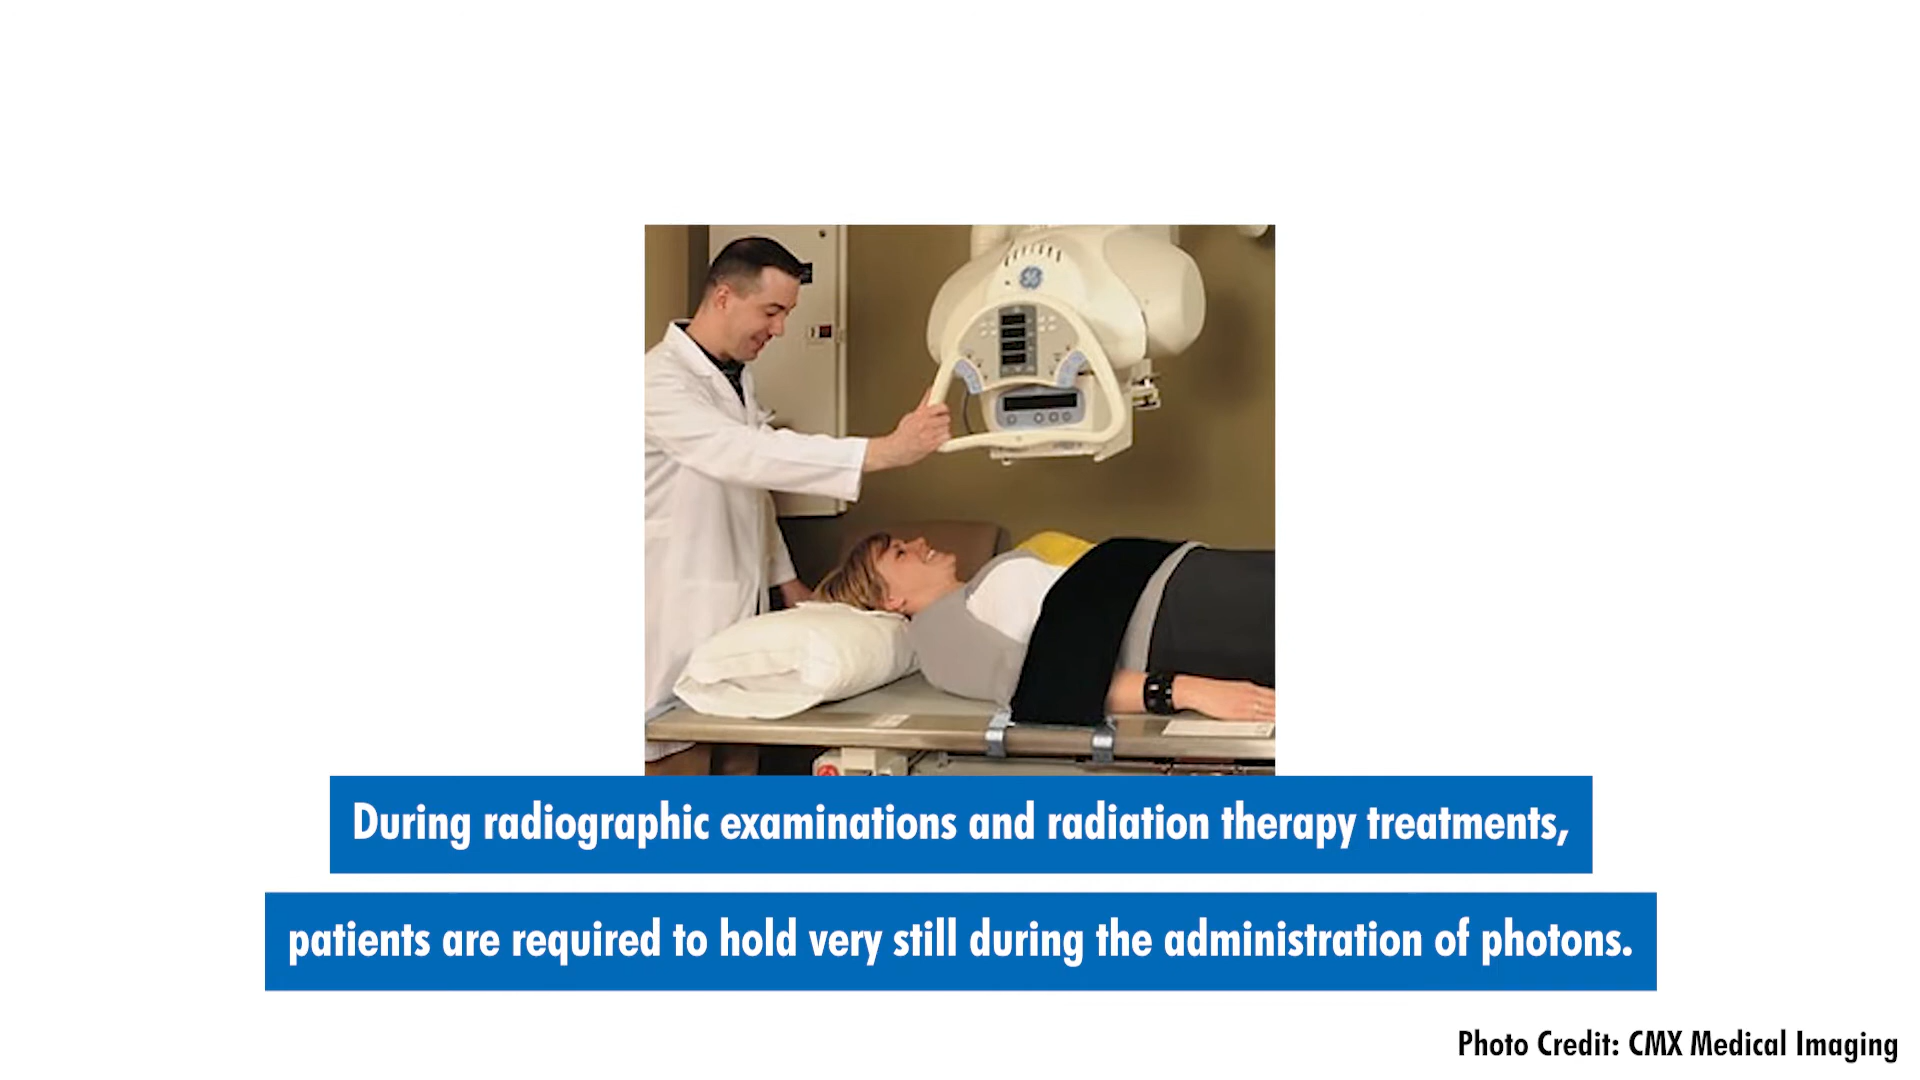 During radiographic examinations and radiation therapy treatments,
patients are required to hold very still during the administration of photons.
Photo Credit: CMX Medical Imaging